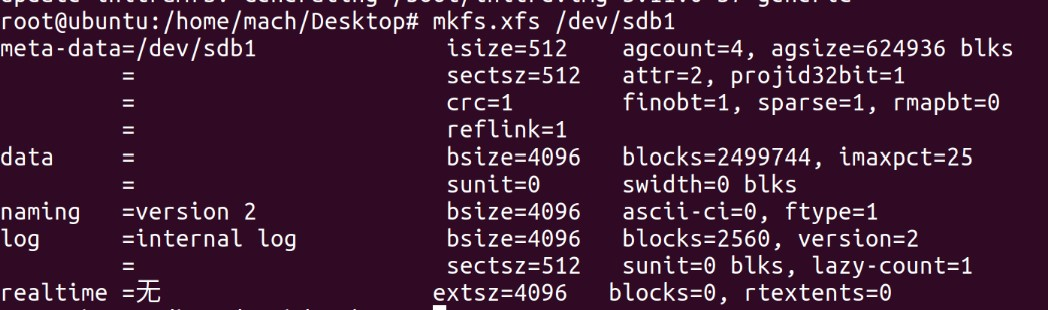 root@ubuntu:/home/mach/Desktop# mkfs.xfs /dev/sdb1
meta-data=/dev/sdb1              isize=512    agcount=4, agsize=624936 blks
         =                       sectsz=512   attr=2, projid32bit=1
         =                       crc=1        finobt=1, sparse=1, rmapbt=0
         =                       reflink=1
data     =                       bsize=4096   blocks=2499744, imaxpct=25
         =                       sunit=0      swidth=0 blks
naming   =version 2              bsize=4096   ascii-ci=0, ftype=1
log      =internal log           bsize=4096   blocks=2560, version=2
         =                       sectsz=512   sunit=0 blks, lazy-count=1
realtime =无                    extsz=4096   blocks=0, rtextents=0